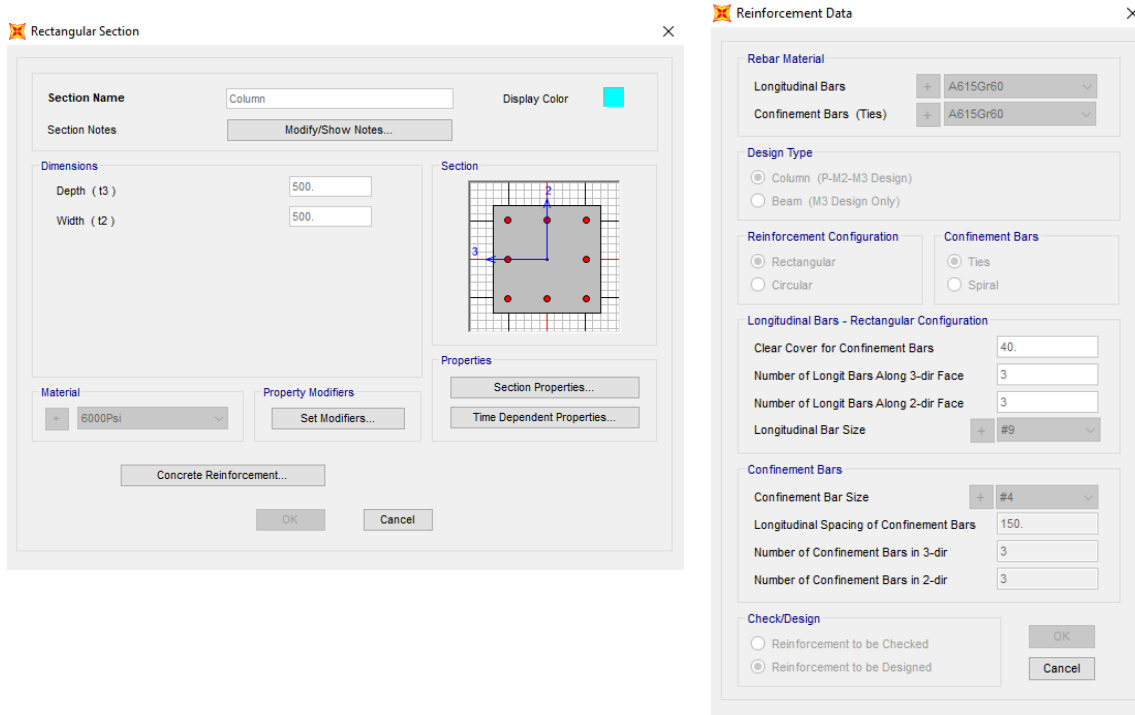 Rectangular Section
Section Name
Column
Display Color
Section Notes
Modify/Show Notes...
Dimensions
Depth ( t3 )
500.
Width ( t2 )
500.
Section
2
3
Properties
Section Properties...
Time Dependent Properties...
Material
+ 6000Psi
Property Modifiers
Set Modifiers...
Concrete Reinforcement...
OK
Cancel
Reinforcement Data
Rebar Material
Longitudinal Bars + A615Gr60
Confinement Bars (Ties) + A615Gr60
Design Type
Column (P-M2-M3 Design)
Beam (M3 Design Only)
Reinforcement Configuration
Rectangular
Circular
Confinement Bars
Ties
Spiral
Longitudinal Bars - Rectangular Configuration
Clear Cover for Confinement Bars 40.
Number of Longit Bars Along 3-dir Face 3
Number of Longit Bars Along 2-dir Face 3
Longitudinal Bar Size + #9
Confinement Bars
Confinement Bar Size + #4
Longitudinal Spacing of Confinement Bars 150.
Number of Confinement Bars in 3-dir 3
Number of Confinement Bars in 2-dir 3
Check/Design
Reinforcement to be Checked
Reinforcement to be Designed
OK
Cancel